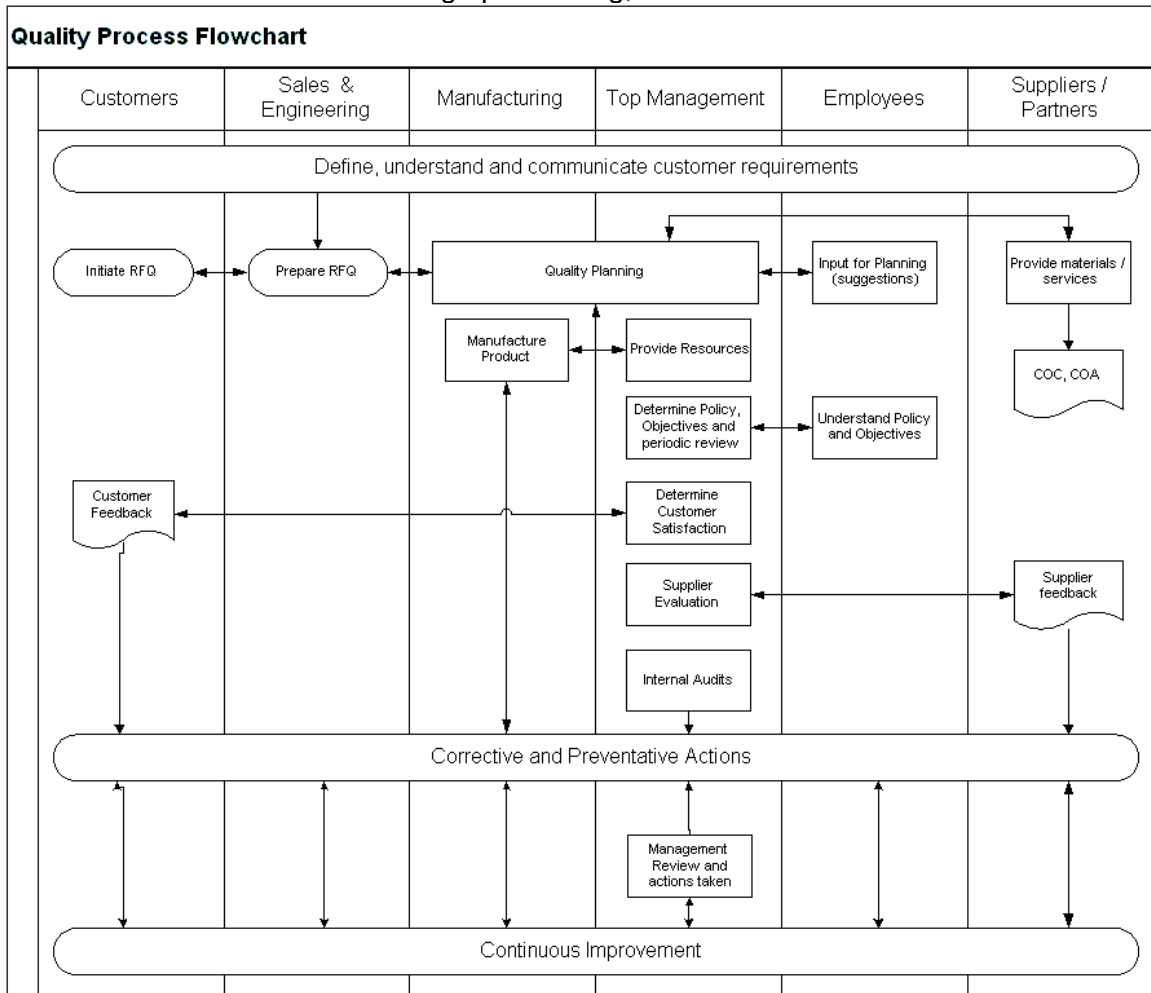 Quality Process Flowchart
Customers
Sales &
Engineering
Manufacturing
Top Management
Employees
Suppliers /
Partners
Define, understand and communicate customer requirements
Initiate RFQ
Prepare RFQ
Quality Planning
Input for Planning
(suggestions)
Provide materials /
services
Manufacture
Product
Provide Resources
COC, COA
Determine Policy,
Objectives and
periodic review
Understand Policy
and Objectives
Customer
Feedback
Determine
Customer
Satisfaction
Supplier
Evaluation
Supplier
feedback
Internal Audits
Corrective and Preventative Actions
Management
Review and
actions taken
Continuous Improvement